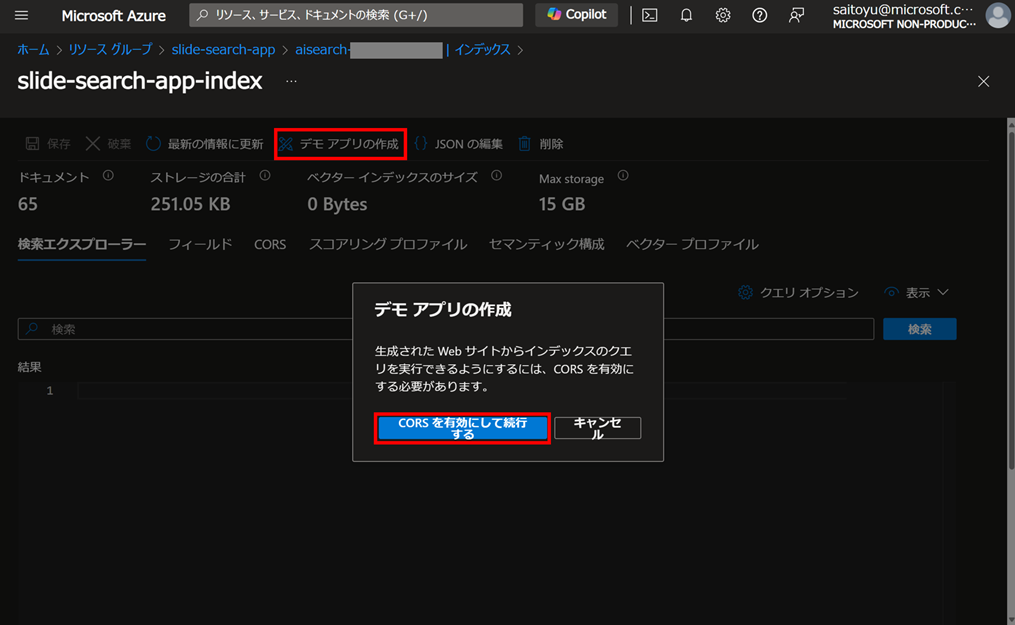 Microsoft Azure
リソース、サービス、ドキュメントの検索 (G+/)
Copilot
saitoyu@microsoft.c…
MICROSOFT NON-PRODUC…
ホーム > リソース グループ > slide-search-app > aisearch- | インデックス >
slide-search-app-index …
保存 破棄 最新の情報に更新 デモ アプリの作成 {} JSON の編集 削除
ドキュメント ストレージの合計 ベクター インデックスのサイズ Max storage
65 251.05 KB 0 Bytes 15 GB
検索エクスプローラー フィールド CORS スコアリング プロファイル セマンティック構成 ベクター プロファイル
クエリ オプション 表示
検索 検索
結果
1
デモ アプリの作成
生成された Web サイトからインデックスのクエ
リを実行できるようにするには、CORS を有効に
する必要があります。
CORS を有効にして続行
する
キャンセ
ル